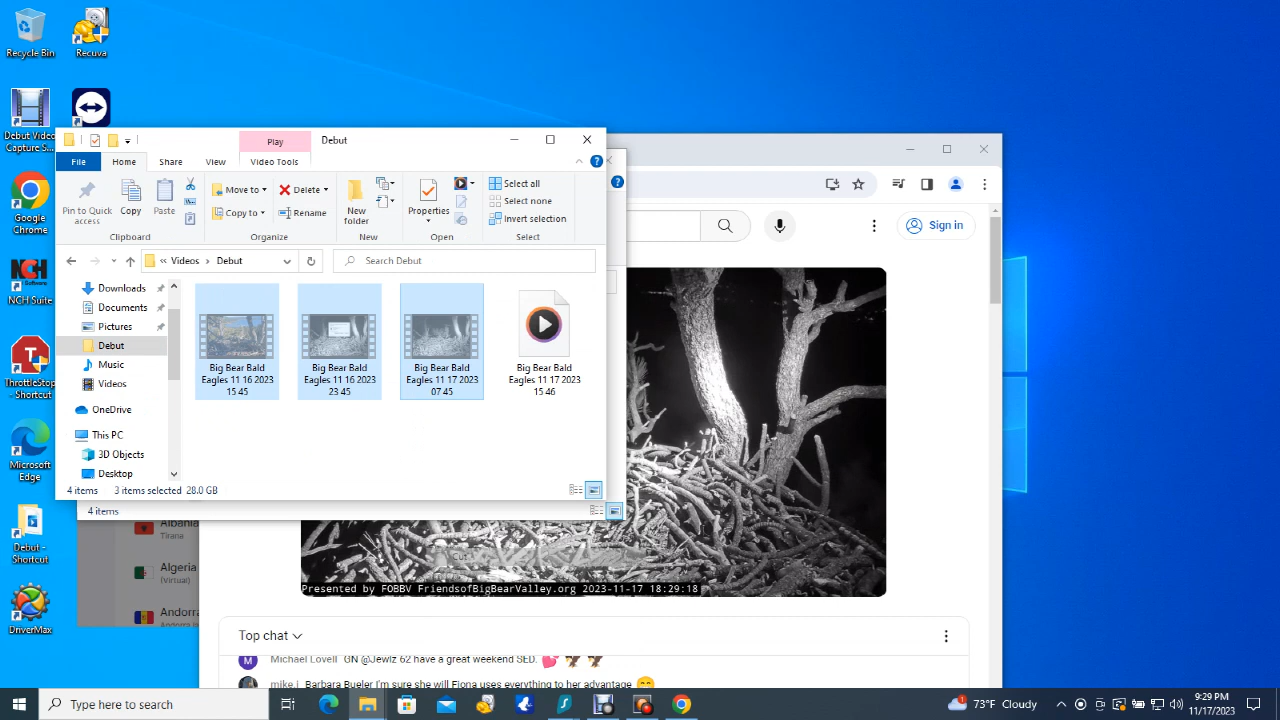 Recycle Bin
Recuva
Debut Video
Capture S...
Google
Chrome
NCH Suite
ThrottleStop
- Shortcut
Microsoft
Edge
Debut -
Shortcut
DriverMax
Play
Debut
File
Home
Share
View
Video Tools
Pin to Quick
access
Copy
Paste
Clipboard
Move to
Copy to
Delete
Rename
Organize
New
folder
New
Properties
Open
Select all
Select none
Invert selection
Select
« Videos › Debut
Search Debut
Downloads
Documents
Pictures
Debut
Music
Videos
OneDrive
This PC
3D Objects
Desktop
Big Bear Bald
Eagles 11 16 2023
15 45
Big Bear Bald
Eagles 11 16 2023
23 45
Big Bear Bald
Eagles 11 17 2023
07 45
Big Bear Bald
Eagles 11 17 2023
15 46
4 items
3 items selected 28.0 GB
4 items
Albania
Tirane
Algeria
(Virtual)
Andorra
Sign in
Presented by FOBBV FriendsofBigBearValley.org 2023-11-17 18:29:18
Top chat
M
Michael Lovell GN @Jewlz 62 have a great weekend SED.
mike.j Barbara Bueler I'm sure she will Fiona uses everything to her advantage
Type here to search
1
73°F Cloudy
9:29 PM
11/17/2023